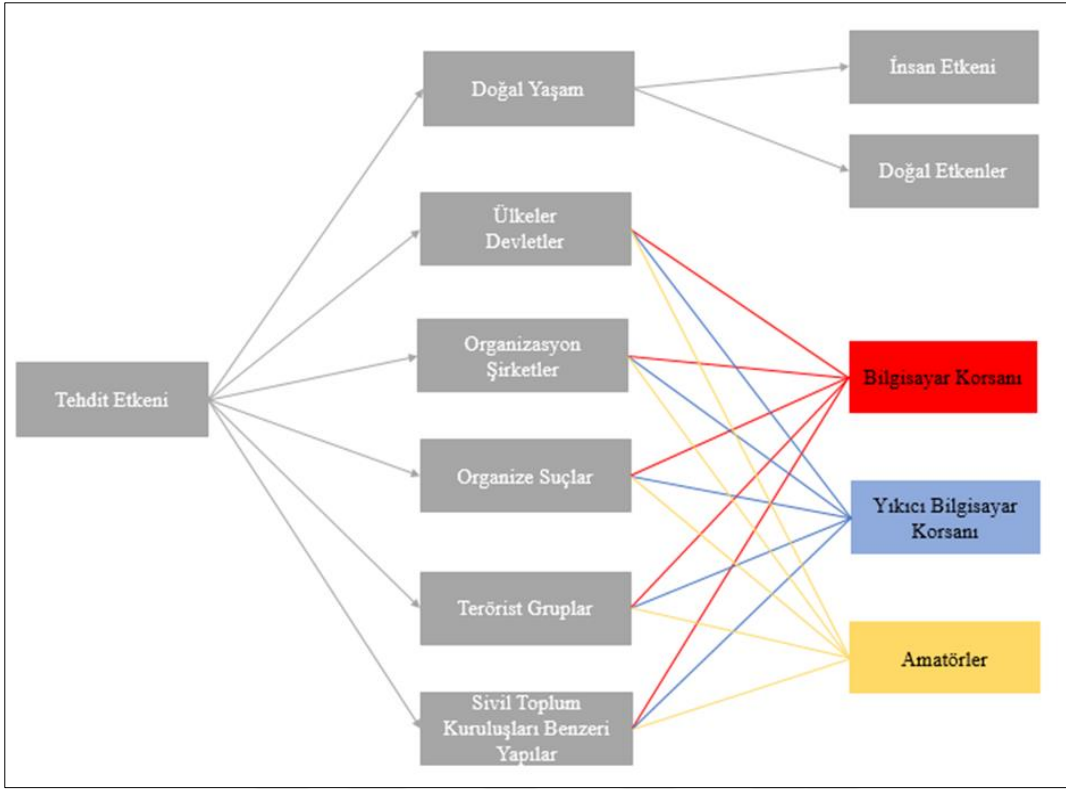 Tehdit Etkeni
Doğal Yaşam
Ülkeler
Devletler
Organizasyon
Şirketler
Organize Suçlar
Terörist Gruplar
Sivil Toplum
Kuruluşları Benzeri
Yapılar
İnsan Etkeni
Doğal Etkenler
Bilgisayar Korsanı
Yıkıcı Bilgisayar
Korsanı
Amatörler